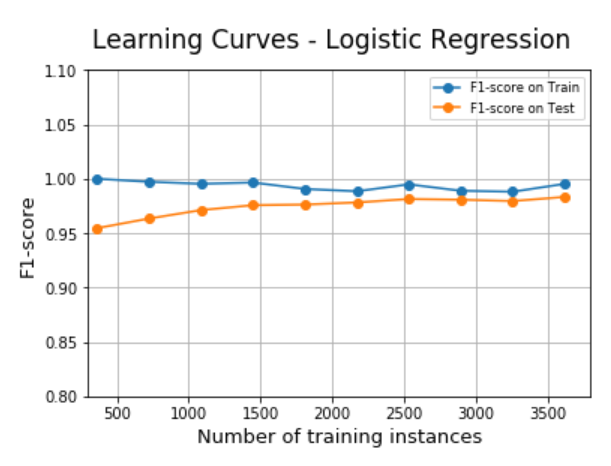 Learning Curves - Logistic Regression
F1-score on Train
F1-score on Test
1.10
1.05
1.00
0.95
0.90
0.85
0.80
F1-score
500 1000 1500 2000 2500 3000 3500
Number of training instances